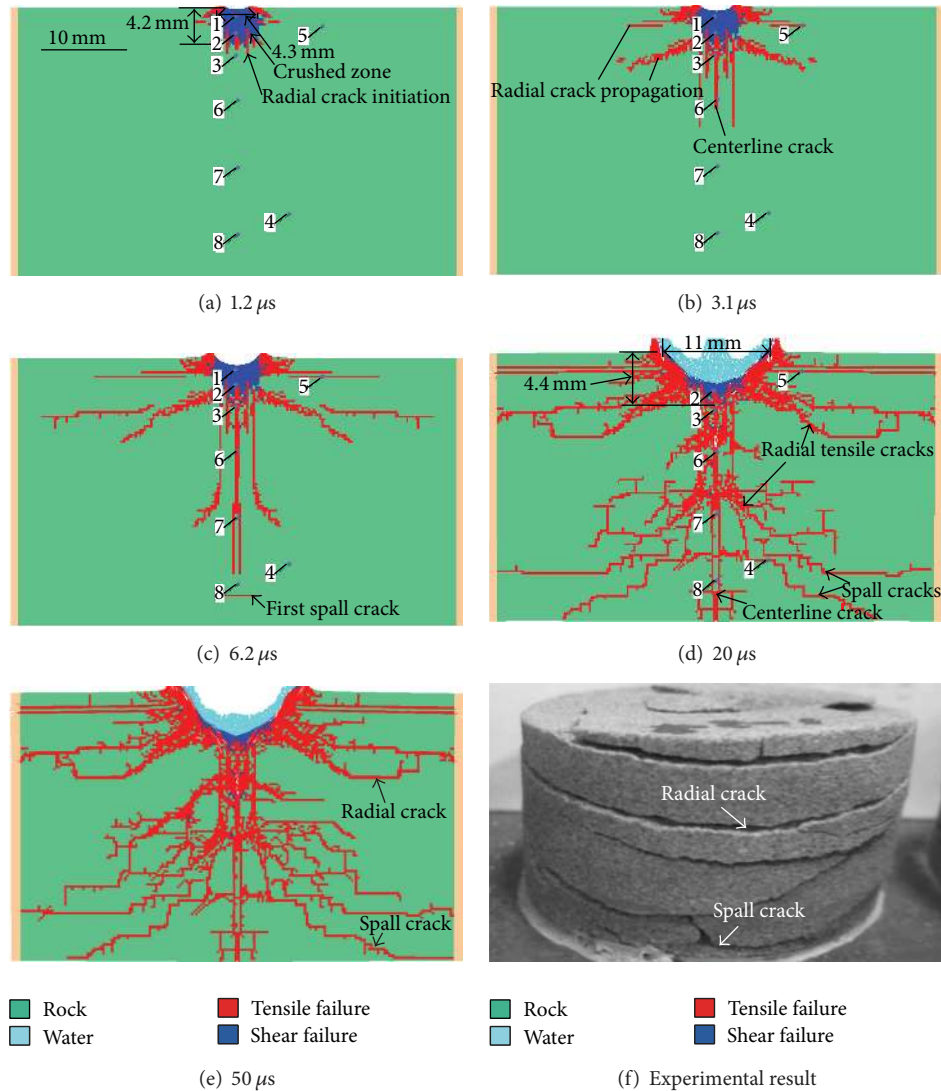 4.2 mm
10 mm
1
2
3
5
4.3 mm
Crushed zone
Radial crack initiation
6
7
4
8
(a) 1.2 μs
1
2
3
5
Radial crack propagation
6
Centerline crack
7
4
8
(b) 3.1 μs
1
2
3
5
6
7
4
8
First spall crack
(c) 6.2 μs
11 mm
4.4 mm
5
2
3
6
Radial tensile cracks
7
4
8
Spall cracks
Centerline crack
(d) 20 μs
Radial crack
Spall crack
Rock
Tensile failure
Water
Shear failure
(e) 50 μs
Radial crack
Spall crack
Rock
Tensile failure
Water
Shear failure
(f) Experimental result